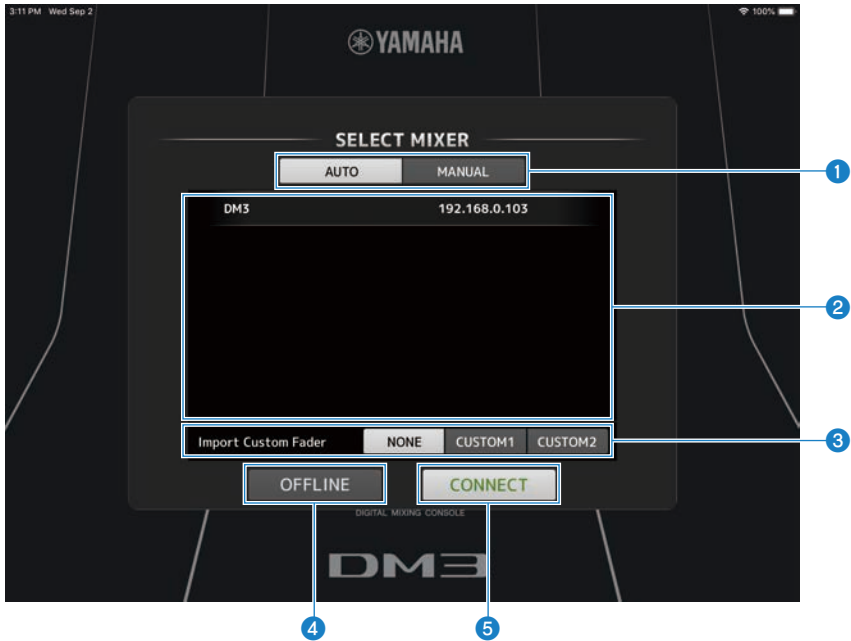 3:11 PM Wed Sep 2
100%
YAMAHA
SELECT MIXER
AUTO MANUAL
1
DM3 192.168.0.103
2
Import Custom Fader NONE CUSTOM1 CUSTOM2
3
OFFLINE CONNECT
DIGITAL MIXING CONSOLE
DM3
4 5